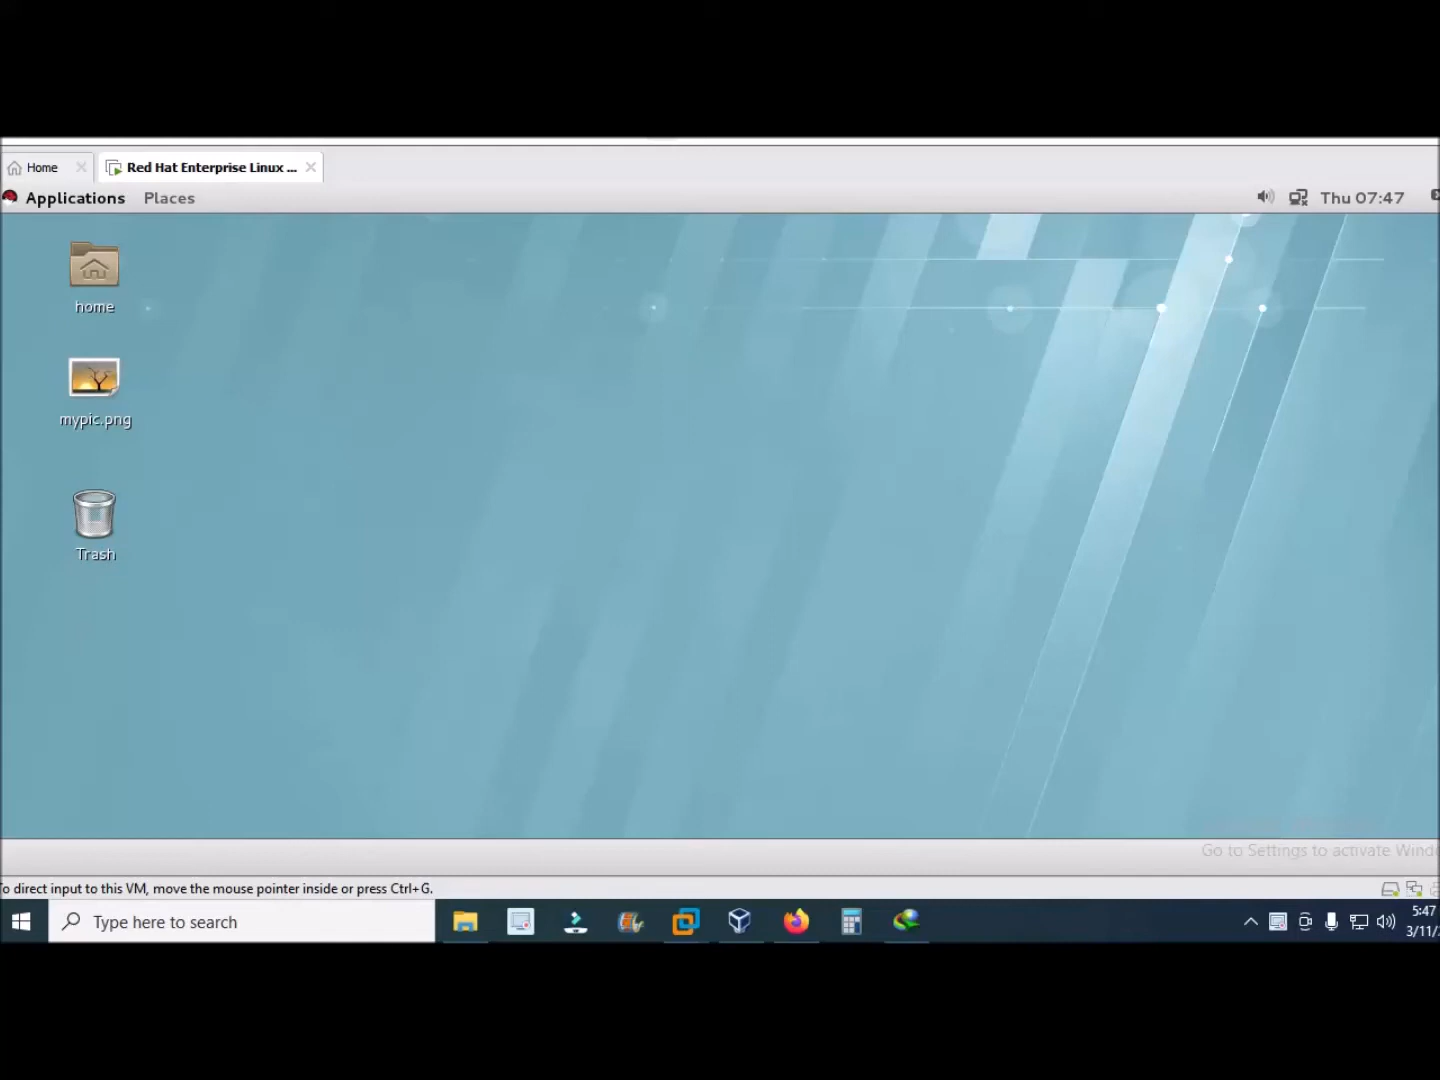 Home
Red Hat Enterprise Linux ...
Applications Places
Thu 07:47
home
mypic.png
Trash
Go to Settings to activate
To direct input to this VM, move the mouse pointer inside or press Ctrl+G.
Type here to search
5:47
3/11/